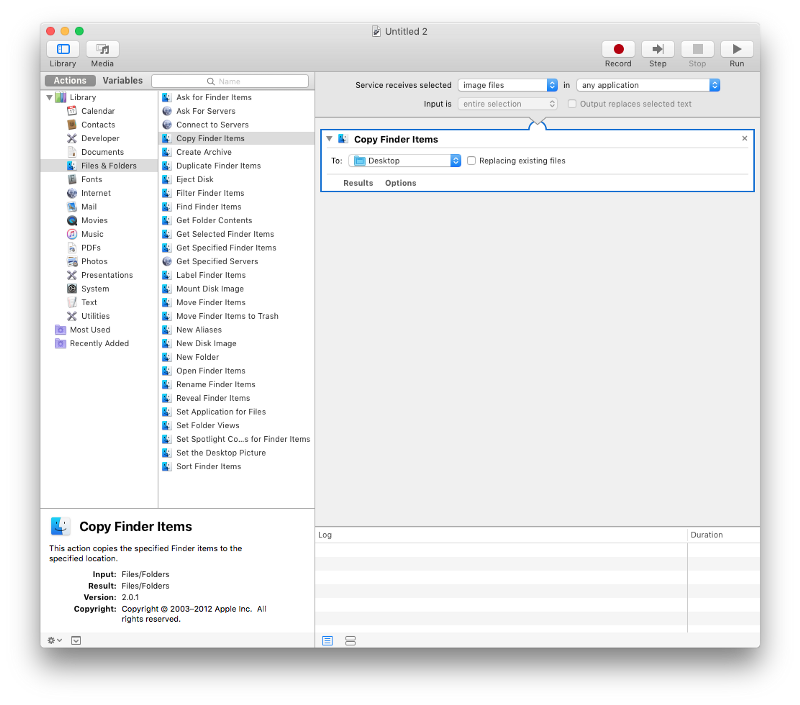 Untitled 2
Library
Media
Record
Step
Stop
Run
Actions
Variables
Name
Library
Calendar
Contacts
Developer
Documents
Files & Folders
Fonts
Internet
Mail
Movies
Music
PDFs
Photos
Presentations
System
Text
Utilities
Most Used
Recently Added
Ask for Finder Items
Ask For Servers
Connect to Servers
Copy Finder Items
Create Archive
Duplicate Finder Items
Eject Disk
Filter Finder Items
Find Finder Items
Get Folder Contents
Get Selected Finder Items
Get Specified Finder Items
Get Specified Servers
Label Finder Items
Mount Disk Image
Move Finder Items
Move Finder Items to Trash
New Aliases
New Disk Image
New Folder
Open Finder Items
Rename Finder Items
Reveal Finder Items
Set Application for Files
Set Folder Views
Set Spotlight Co...s for Finder Items
Set the Desktop Picture
Sort Finder Items
Service receives selected image files in any application
Input is entire selection Output replaces selected text
Copy Finder Items
To: Desktop Replacing existing files
Results Options
Copy Finder Items
This action copies the specified Finder items to the
specified location.
Input: Files/Folders
Result: Files/Folders
Version: 2.0.1
Copyright: Copyright © 2003–2012 Apple Inc. All
rights reserved.
Log
Duration